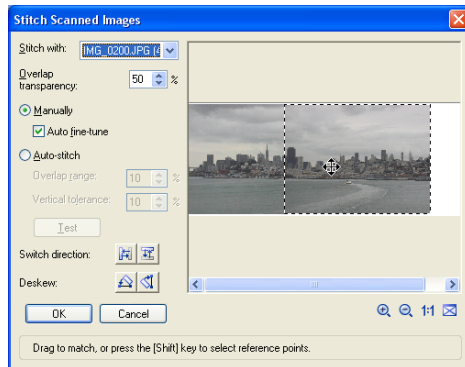 Stitch Scanned Images
Stitch with: IMG_0200.JPG (4
Overlap
transparency: 50 %
Manually
Auto fine-tune
Auto-stitch
Overlap range: 10 %
Vertical tolerance: 10 %
Test
Switch direction:
Deskew:
OK Cancel
1:1
Drag to match, or press the [Shift] key to select reference points.